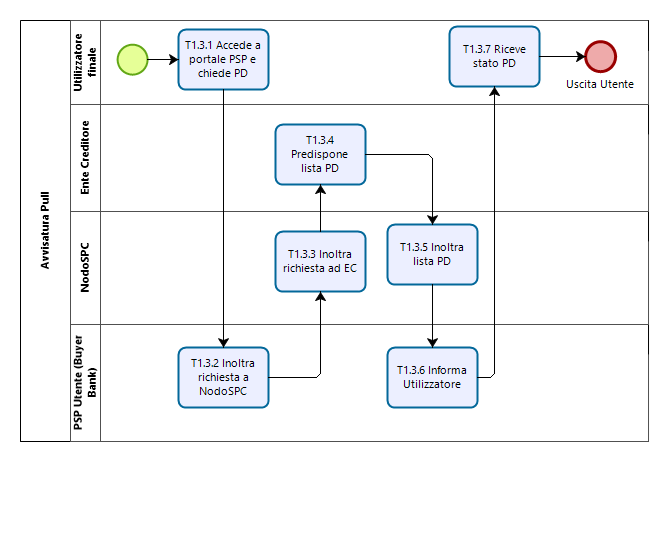 Avvisatura Pull
Utilizzatore
finale
T1.3.1 Accede a
portale PSP e
chiede PD
T1.3.7 Riceve
stato PD
Uscita Utente
Ente Creditore
T1.3.4
Predispone
lista PD
NodoSPC
T1.3.3 Inoltra
richiesta ad EC
T1.3.5 Inoltra
lista PD
PSP Utente (Buyer
Bank)
T1.3.2 Inoltra
richiesta a
NodoSPC
T1.3.6 Informa
Utilizzatore